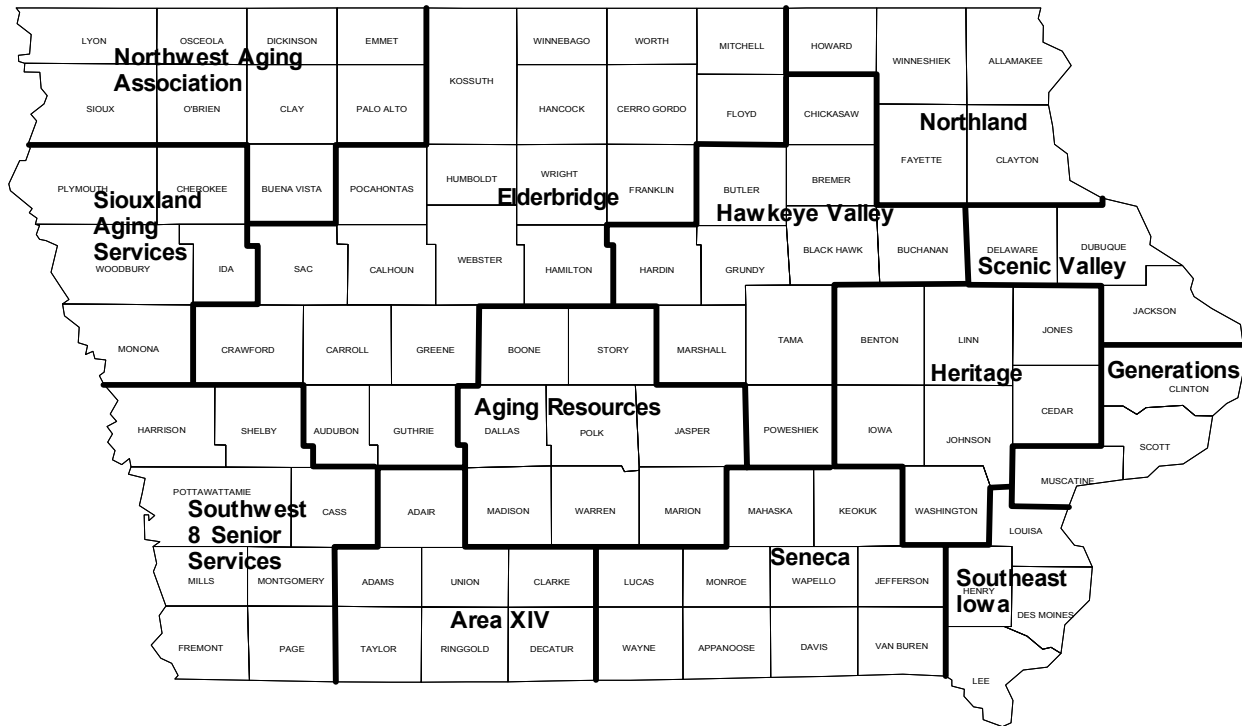 LYON
OSCEOLA
DICKINSON
EMMET
WINNEBAGO
WORTH
MITCHELL
HOWARD
WINNESHIEK
ALLAMAKEE
Northwest Aging
Association
KOSSUTH
SIOUX
O'BRIEN
CLAY
PALO ALTO
HANCOCK
CERRO GORDO
FLOYD
CHICKASAW
Northland
FAYETTE
CLAYTON
PLYMOUTH
CHEROKEE
BUENA VISTA
POCAHONTAS
HUMBOLDT
WRIGHT
FRANKLIN
BUTLER
BREMER
Siouxland
Aging
Services
Elderbridge
Hawkeye Valley
WOODBURY
IDA
SAC
CALHOUN
WEBSTER
HAMILTON
HARDIN
GRUNDY
BLACK HAWK
BUCHANAN
DELAWARE
DUBUQUE
Scenic Valley
JACKSON
MONONA
CRAWFORD
CARROLL
GREENE
BOONE
STORY
MARSHALL
TAMA
BENTON
LINN
JONES
Heritage
Generations
CLINTON
HARRISON
SHELBY
AUDUBON
GUTHRIE
Aging Resources
DALLAS
POLK
JASPER
POWESHIEK
IOWA
JOHNSON
CEDAR
SCOTT
MUSCATINE
POTTAWATTAMIE
CASS
ADAIR
MADISON
WARREN
MARION
MAHASKA
KEOKUK
WASHINGTON
LOUISA
Southwest
8 Senior
Services
Seneca
Southeast
Iowa
MILLS
MONTGOMERY
ADAMS
UNION
CLARKE
LUCAS
MONROE
WAPELLO
JEFFERSON
HENRY
DES MOINES
Area XIV
FREMONT
PAGE
TAYLOR
RINGGOLD
DECATUR
WAYNE
APPANOOSE
DAVIS
VAN BUREN
LEE